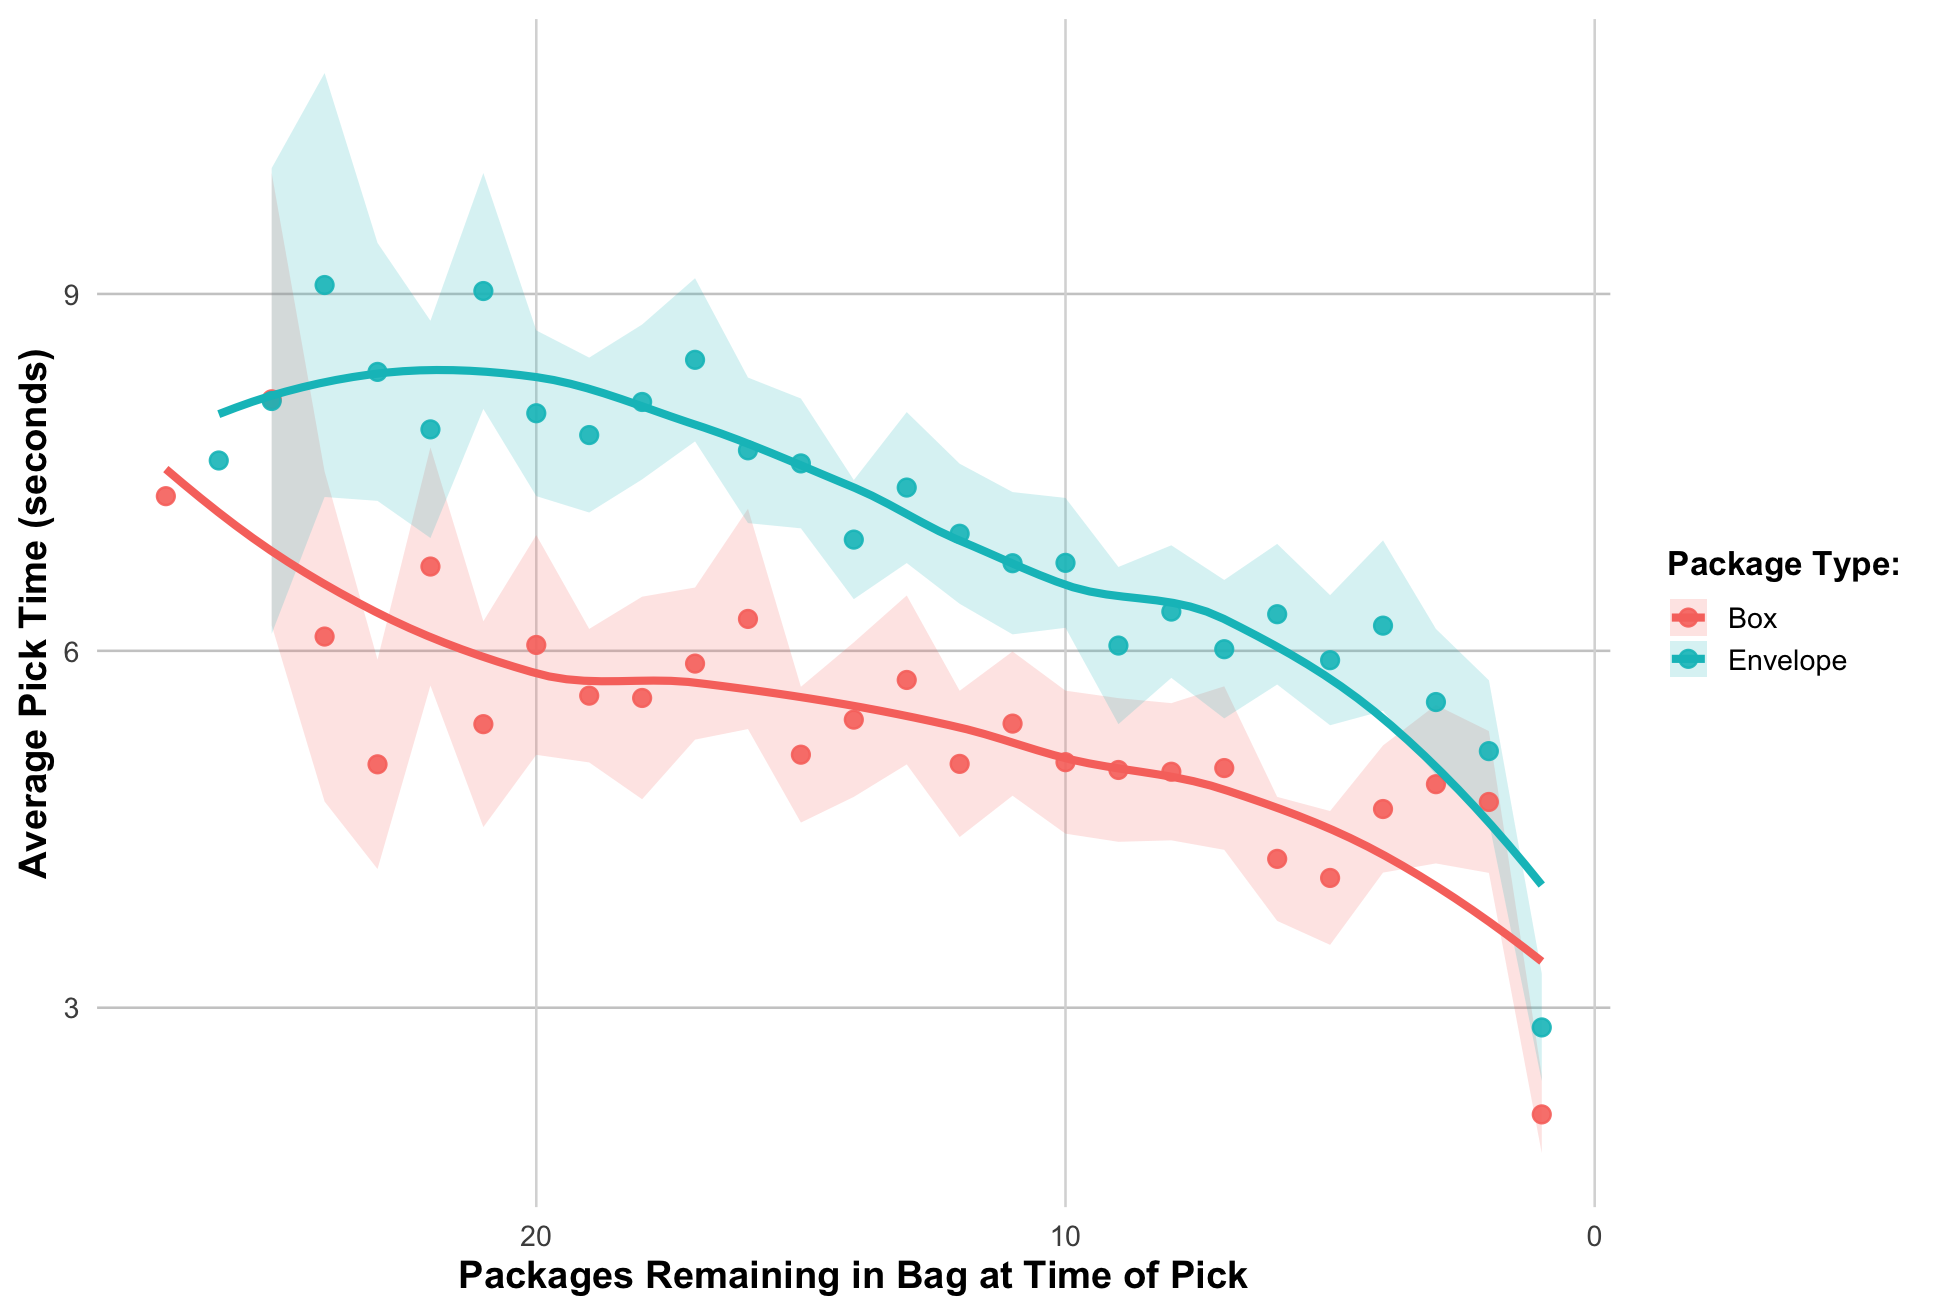 9
6
3
Average Pick Time (seconds)
20
10
0
Packages Remaining in Bag at Time of Pick
Package Type:
Box
Envelope